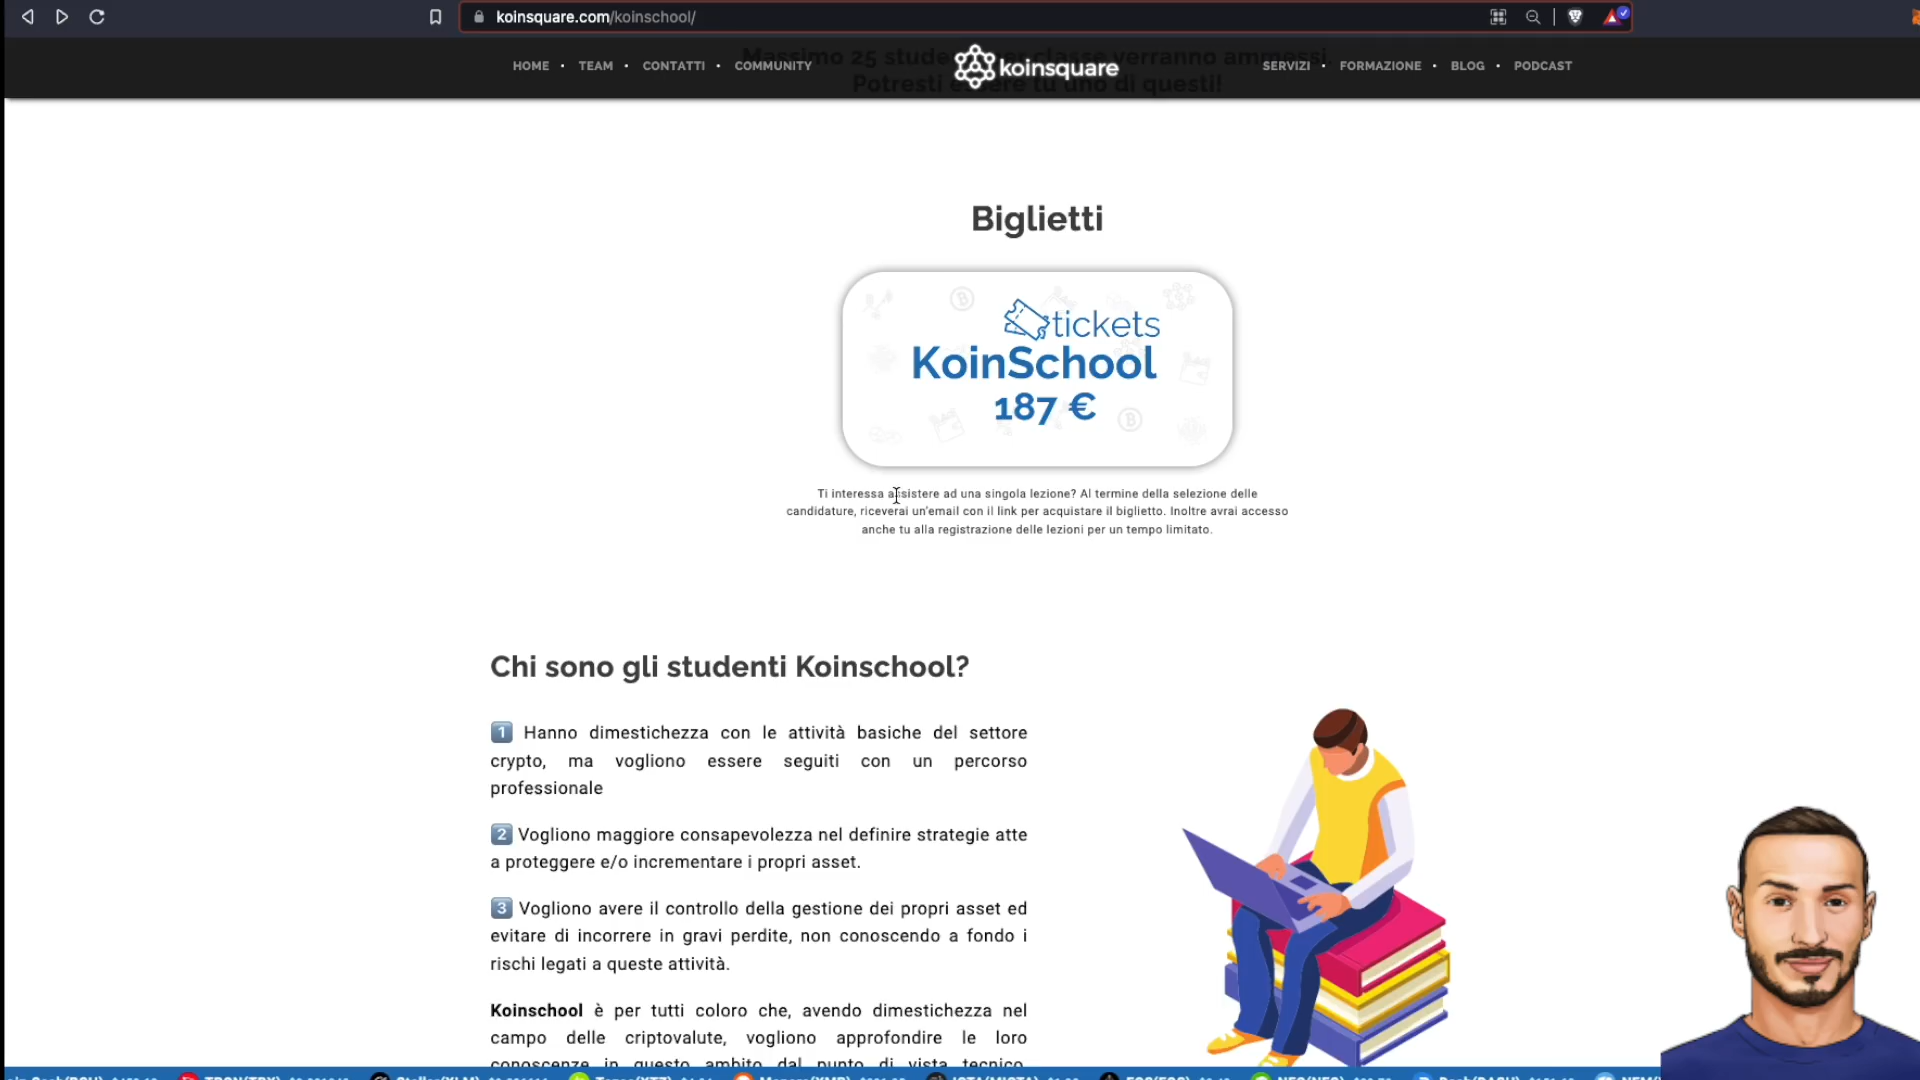 koinsquare.com/koinschool/
Massimo 25 stude classe verranno ammessi.
Potresti essere tu uno di questi!
HOME • TEAM • CONTATTI • COMMUNITY
koinsquare
SERVIZI • FORMAZIONE • BLOG • PODCAST
Biglietti
tickets
KoinSchool
187 €
Ti interessa assistere ad una singola lezione? Al termine della selezione delle
candidature, riceverai un'email con il link per acquistare il biglietto. Inoltre avrai accesso
anche tu alla registrazione delle lezioni per un tempo limitato.
Chi sono gli studenti Koinschool?
1 Hanno dimestichezza con le attività basiche del settore
crypto, ma vogliono essere seguiti con un percorso
professionale
2 Vogliono maggiore consapevolezza nel definire strategie atte
a proteggere e/o incrementare i propri asset.
3 Vogliono avere il controllo della gestione dei propri asset ed
evitare di incorrere in gravi perdite, non conoscendo a fondo i
rischi legati a queste attività.
Koinschool è per tutti coloro che, avendo dimestichezza nel
campo delle criptovalute, vogliono approfondire le loro
conoscenze in questo ambito dal punto di vista tecnico,